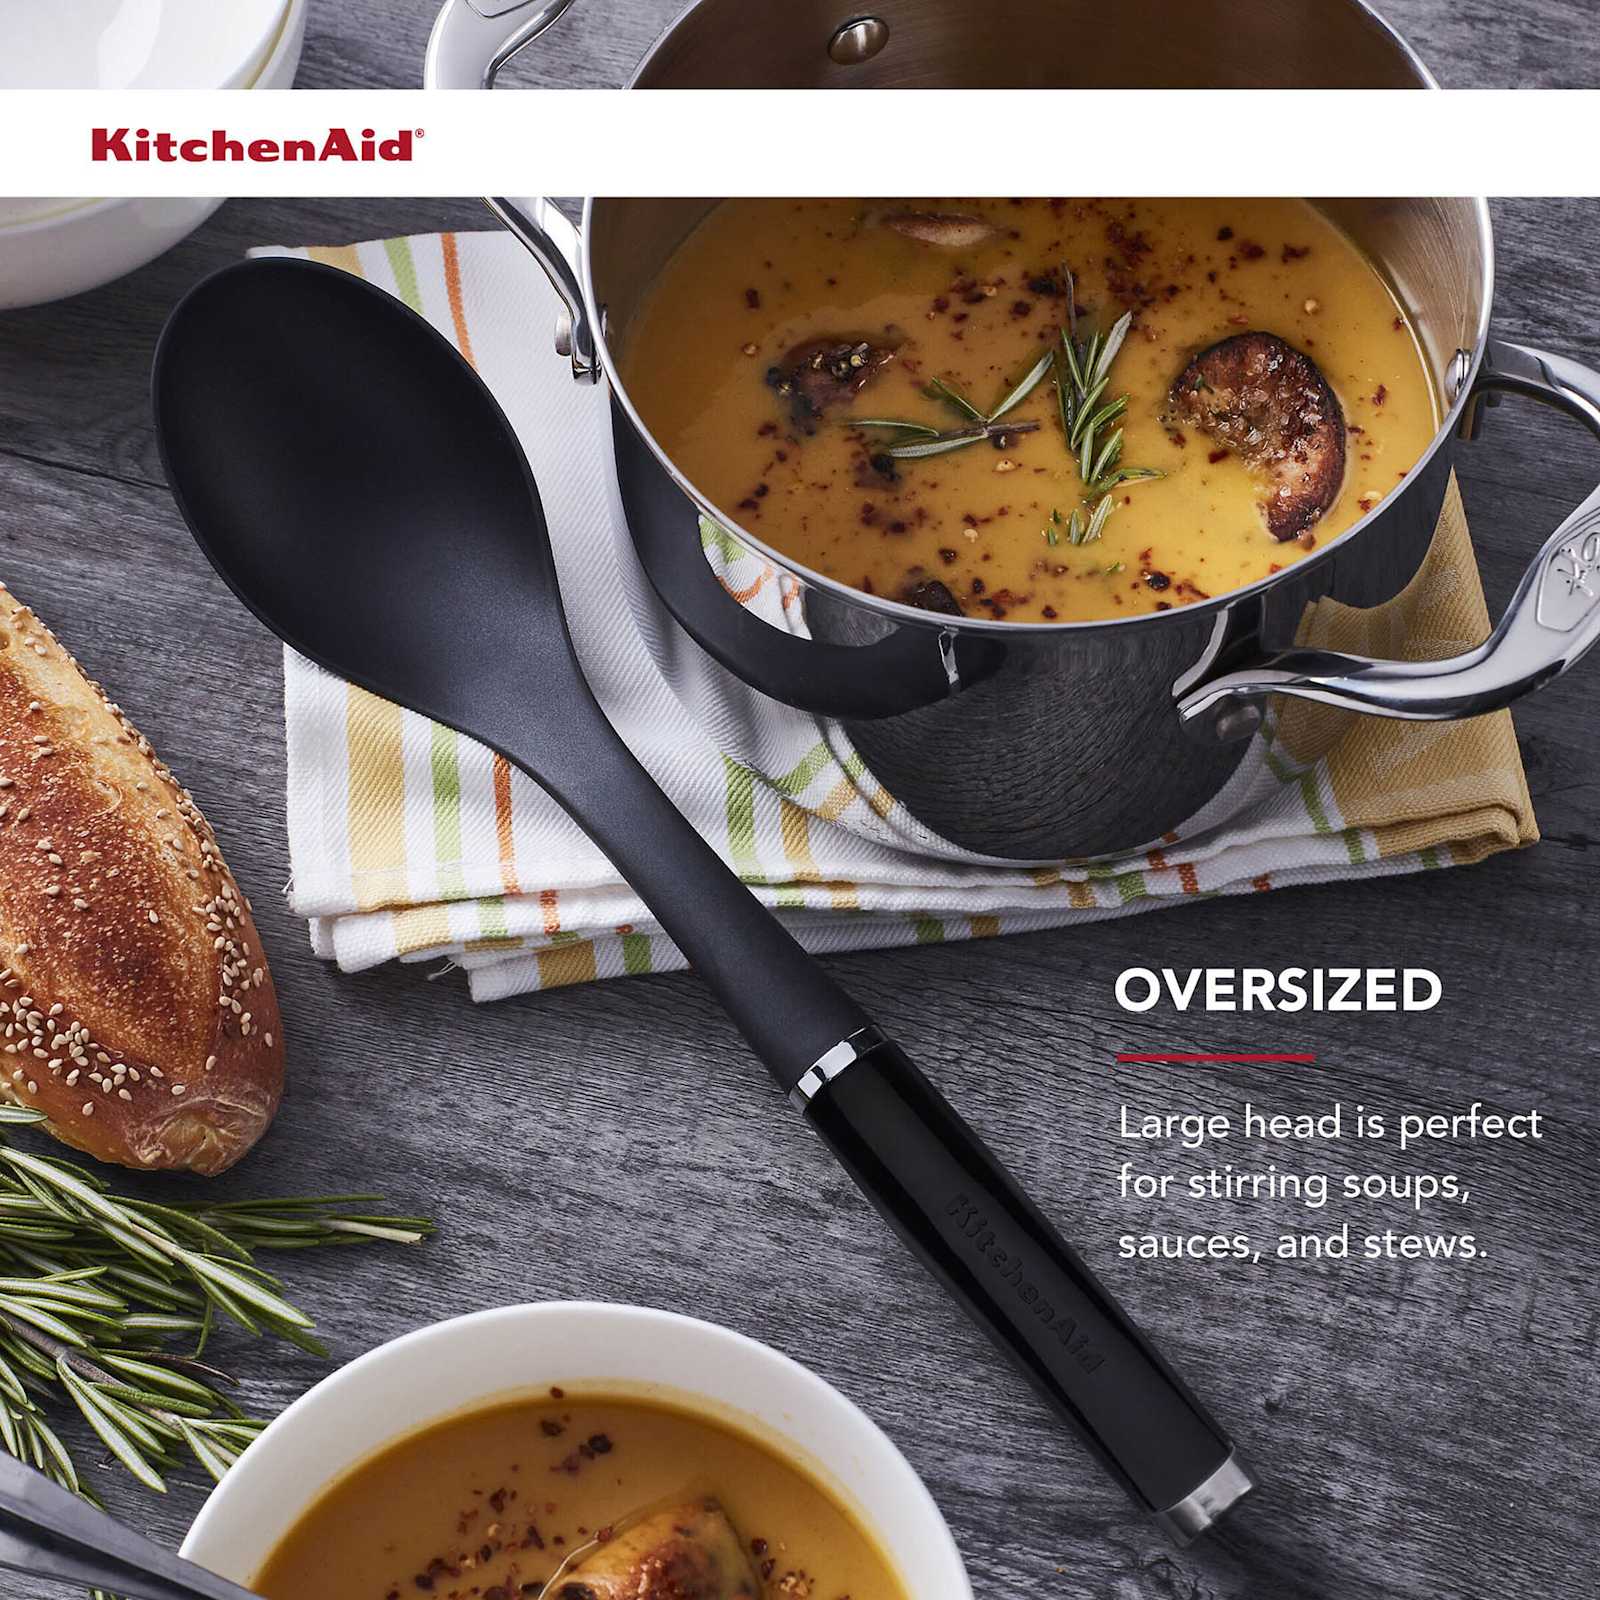 KitchenAid®
OVERSIZED
Large head is perfect
for stirring soups,
sauces, and stews.
KitchenAid